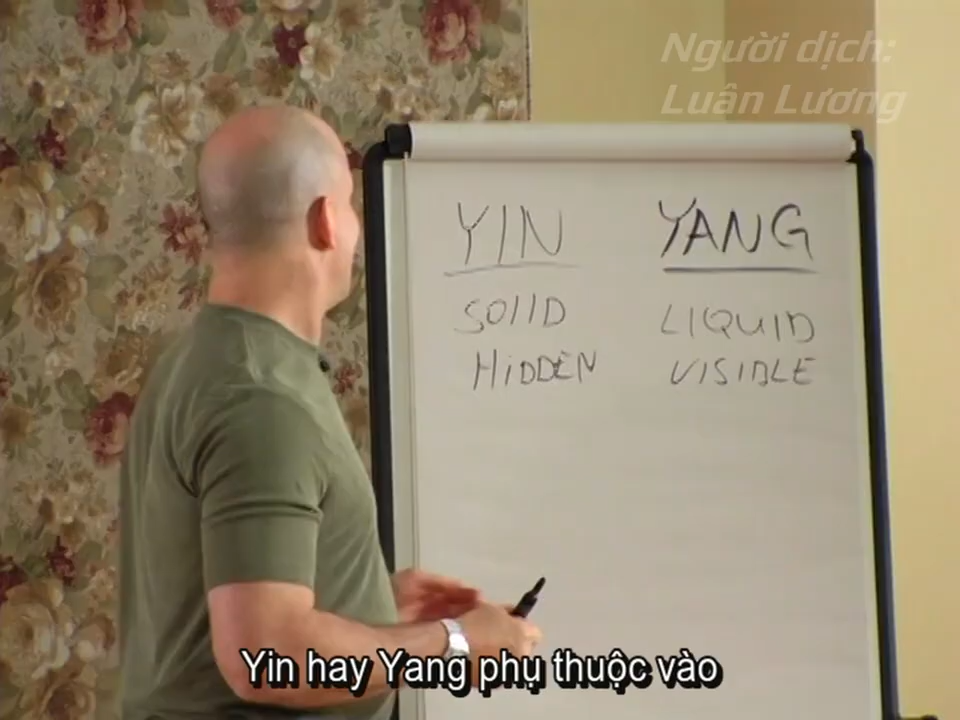 Người dịch:
Luân Lương
YIN YANG
SOLID LIQUID
HIDDEN VISIBLE
Yin hay Yang phụ thuộc vào